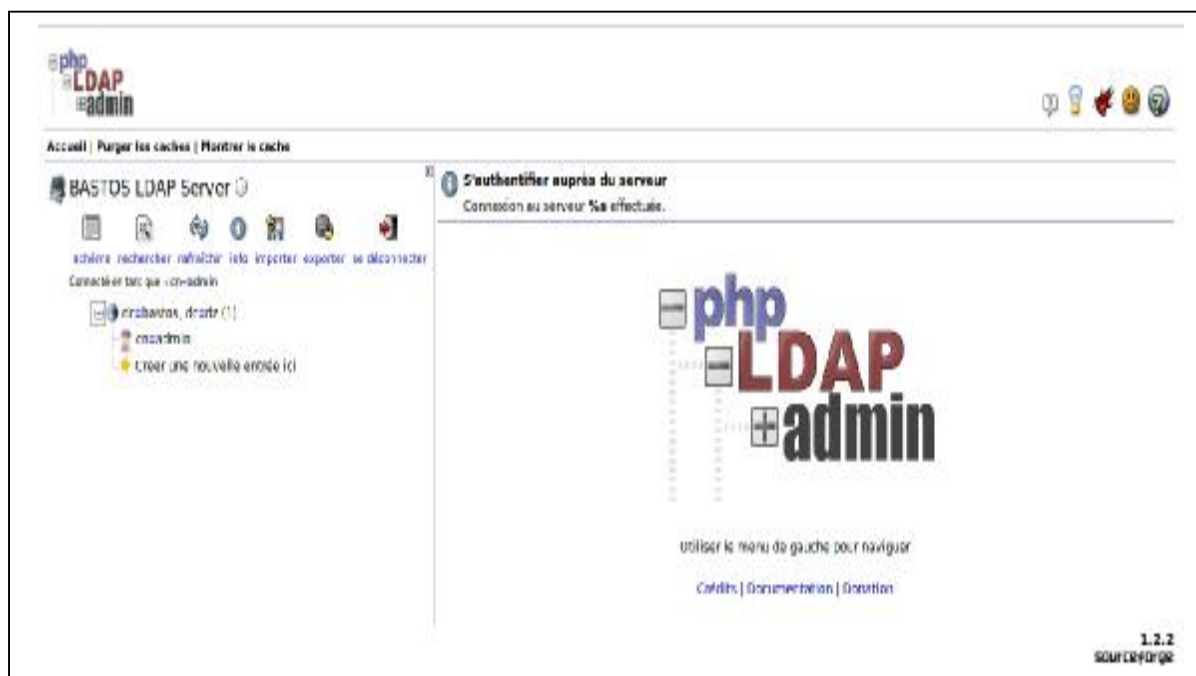 php
LDAP
admin
Accueil | Purger les caches | Montrer le cache
BASTOS LDAP Server
schéma rechercher rafraîchir info importer exporter se déconnecter
Connecté en tant que : cn=admin
dc=bastos, (1)
cn=admin
Créer une nouvelle entrée ici
S'authentifier auprès du serveur
Connexion au serveur %s effectuée.
php
LDAP
admin
Utiliser le menu de gauche pour naviguer
Crédits | Documentation | Donation
1.2.2
sourceforge